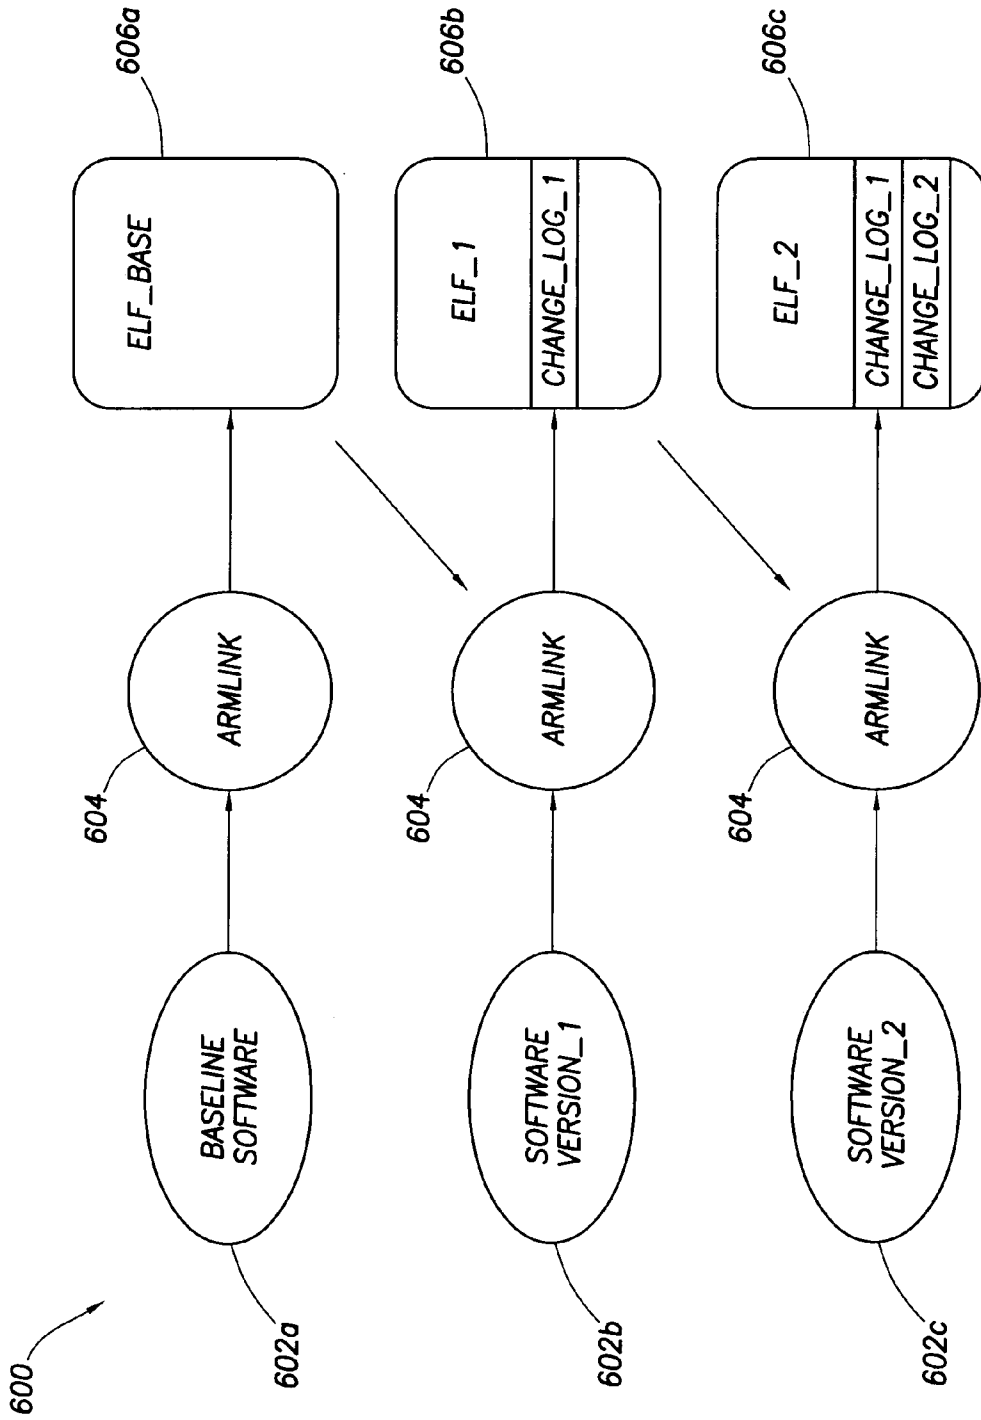 600
602a
BASELINE
SOFTWARE
604
ARMLINK
ELF_BASE
606a
602b
SOFTWARE
VERSION_1
604
ARMLINK
ELF_1
CHANGE_LOG_1
606b
602c
SOFTWARE
VERSION_2
604
ARMLINK
ELF_2
CHANGE_LOG_1
CHANGE_LOG_2
606c